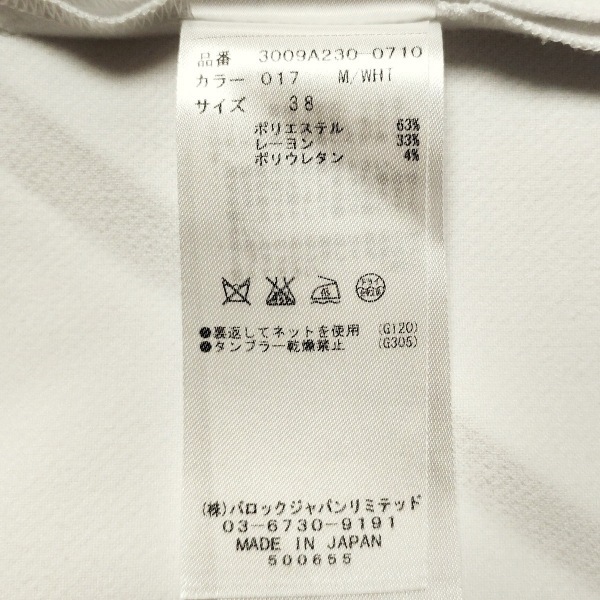 品番 3009A230-0710
カラー 017 M/WHT
サイズ 38
ポリエステル 63%
レーヨン 33%
ポリウレタン 4%
ドライ
●裏返してネットを使用 (G120)
●タンブラー乾燥禁止 (G305)
(株)バロックジャパンリミテッド
03-6730-9191
MADE IN JAPAN
500655